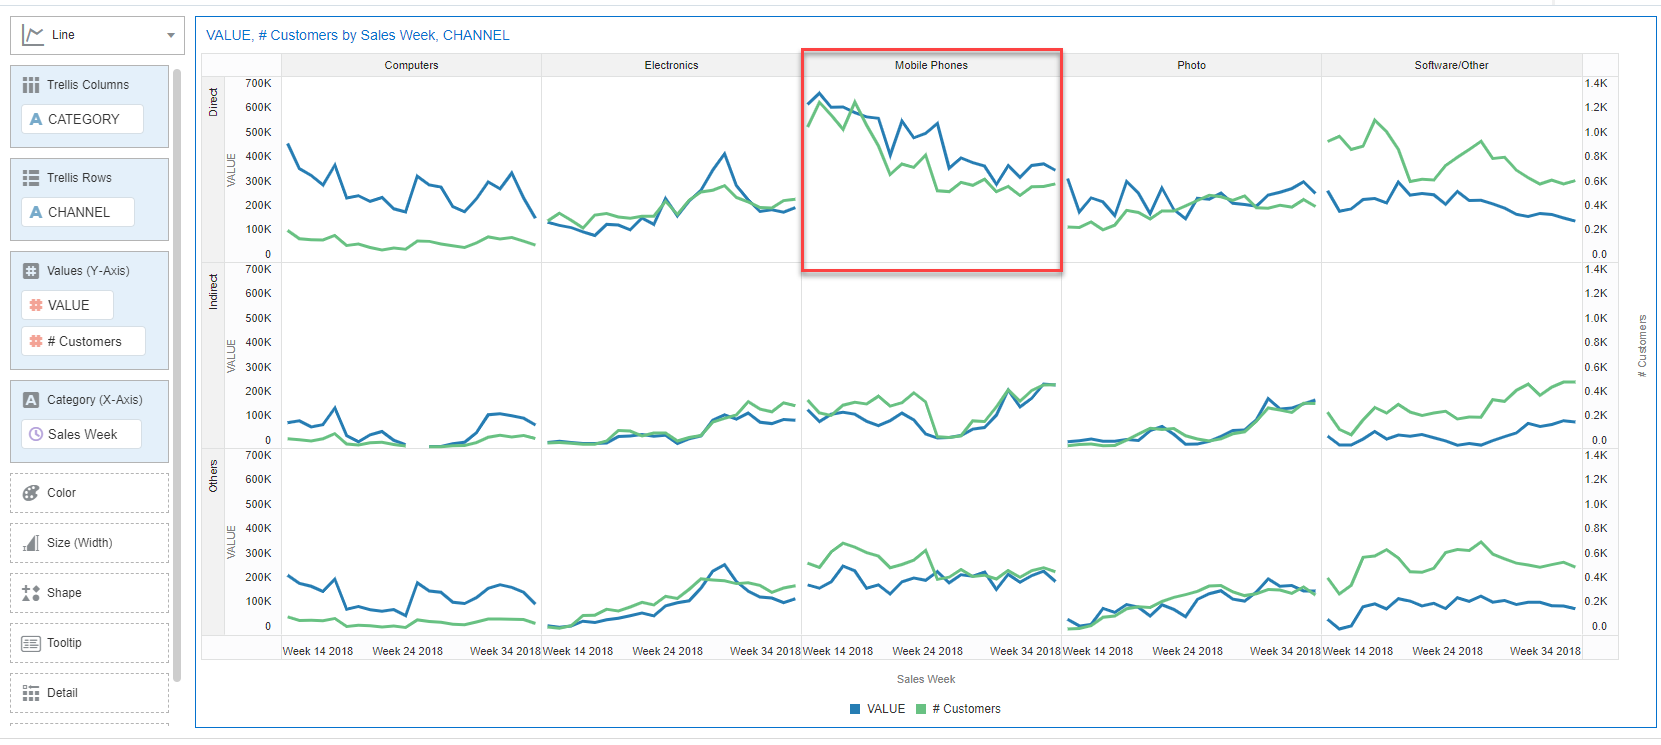 Line
Trellis Columns
A CATEGORY
Trellis Rows
A CHANNEL
Values (Y-Axis)
# VALUE
# # Customers
A Category (X-Axis)
Sales Week
Color
Size (Width)
Shape
Tooltip
Detail
VALUE, # Customers by Sales Week, CHANNEL
Computers Electronics Mobile Phones Photo Software/Other
Direct
VALUE
700K
600K
500K
400K
300K
200K
100K
0
1.4K
1.2K
1.0K
0.8K
0.6K
0.4K
0.2K
0.0
Indirect
VALUE
700K
600K
500K
400K
300K
200K
100K
0
1.4K
1.2K
1.0K
0.8K
0.6K
0.4K
0.2K
0.0
# Customers
Others
VALUE
700K
600K
500K
400K
300K
200K
100K
0
1.4K
1.2K
1.0K
0.8K
0.6K
0.4K
0.2K
0.0
Week 14 2018 Week 24 2018 Week 34 2018 Week 14 2018 Week 24 2018 Week 34 2018 Week 14 2018 Week 24 2018 Week 34 2018 Week 14 2018 Week 24 2018 Week 34 2018 Week 14 2018 Week 24 2018 Week 34 2018
Sales Week
VALUE # Customers